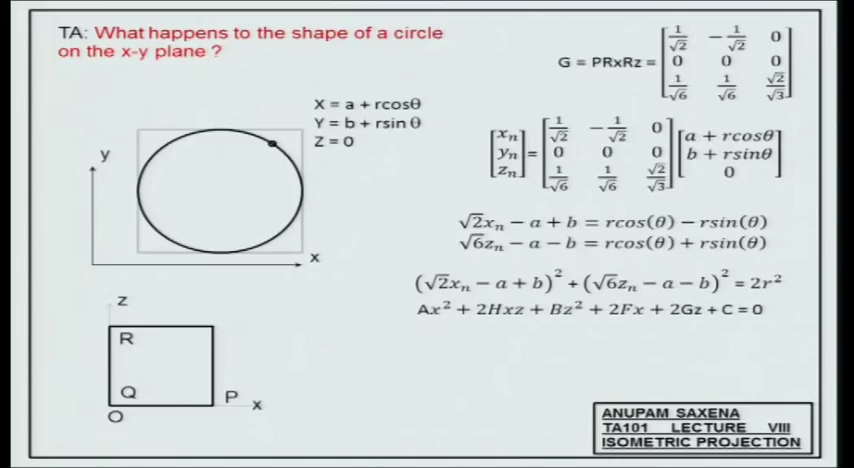 TA: What happens to the shape of a circle
on the x-y plane ?
G = PRxRz = [1/√2 −1/√2 0; 0 0 0; 1/√6 1/√6 √2/√3]
X = a + rcosθ
Y = b + rsin θ
Z = 0
[xₙ; yₙ; zₙ] = [1/√2 −1/√2 0; 0 0 0; 1/√6 1/√6 √2/√3] [a + rcosθ; b + rsinθ; 0]
y
x
√2xₙ − a + b = rcos(θ) − rsin(θ)
√6zₙ − a − b = rcos(θ) + rsin(θ)
(√2xₙ − a + b)² + (√6zₙ − a − b)² = 2r²
Ax² + 2Hxz + Bz² + 2Fx + 2Gz + C = 0
z
R
Q
P
x
O
ANUPAM SAXENA
TA101 LECTURE VIII
ISOMETRIC PROJECTION